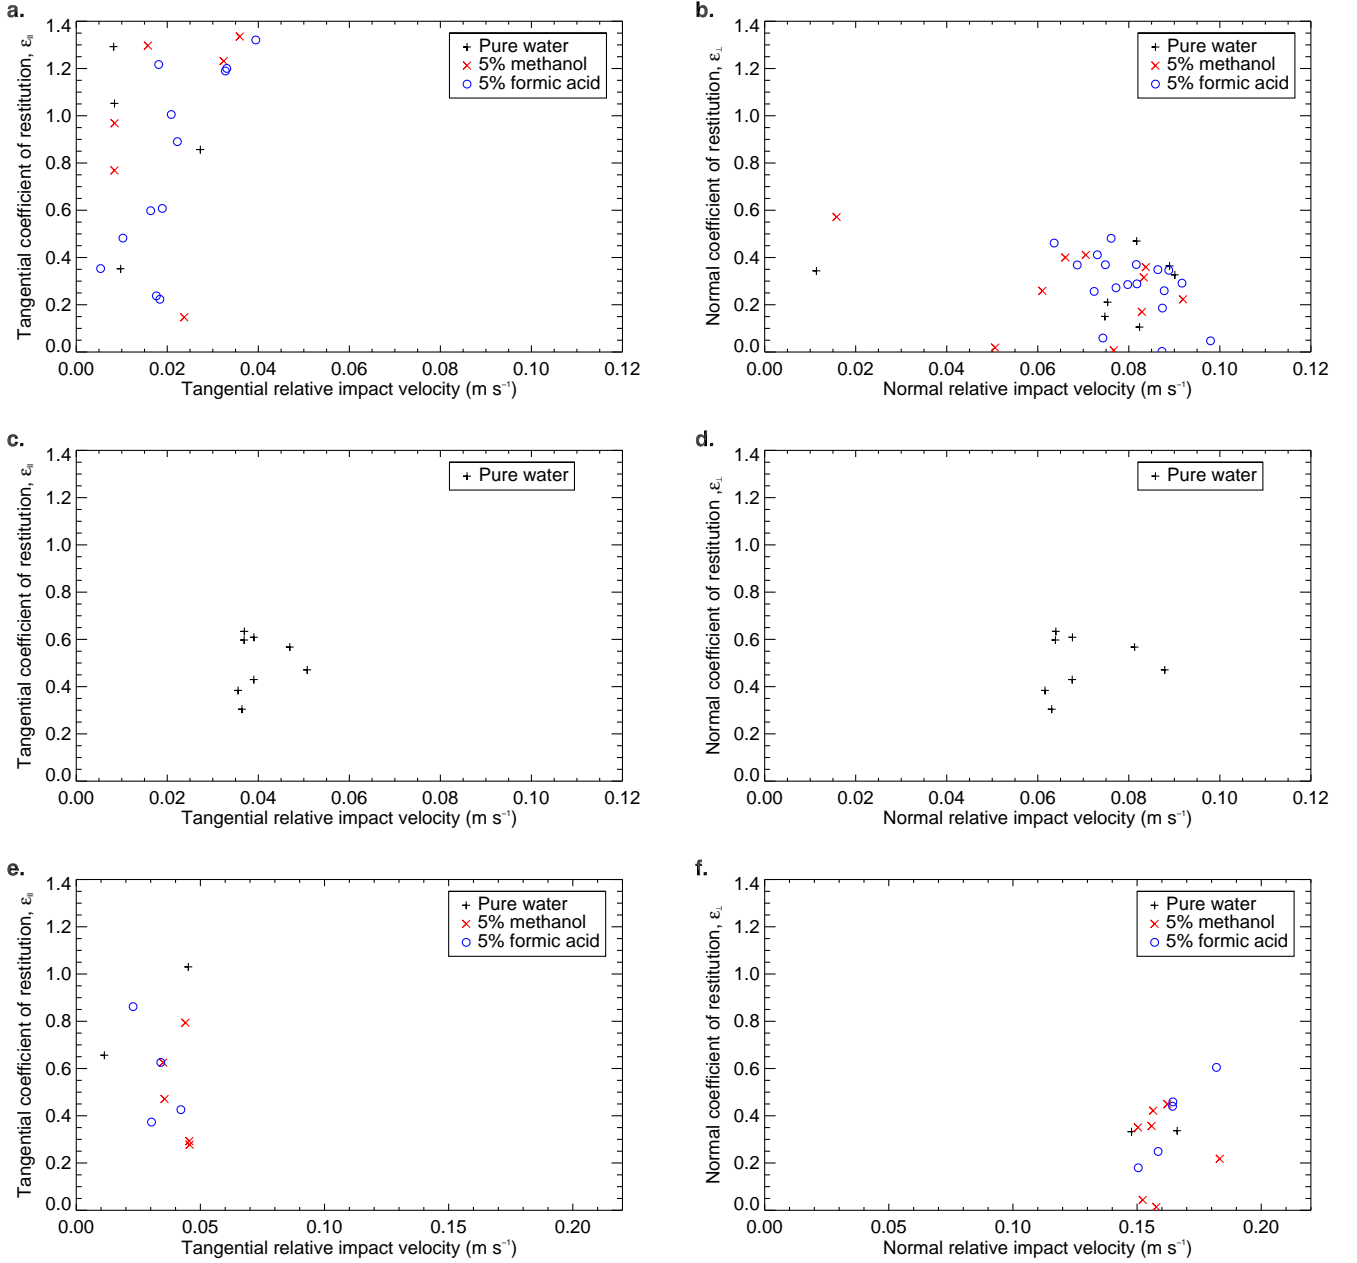 a.
Tangential coefficient of restitution, ε∥
1.4
1.2
1.0
0.8
0.6
0.4
0.2
0.0
Pure water
5% methanol
5% formic acid
0.00 0.02 0.04 0.06 0.08 0.10 0.12
Tangential relative impact velocity (m s⁻¹)
b.
Normal coefficient of restitution, ε⊥
1.4
1.2
1.0
0.8
0.6
0.4
0.2
0.0
Pure water
5% methanol
5% formic acid
0.00 0.02 0.04 0.06 0.08 0.10 0.12
Normal relative impact velocity (m s⁻¹)
c.
Tangential coefficient of restitution, ε∥
1.4
1.2
1.0
0.8
0.6
0.4
0.2
0.0
Pure water
0.00 0.02 0.04 0.06 0.08 0.10 0.12
Tangential relative impact velocity (m s⁻¹)
d.
Normal coefficient of restitution ,ε⊥
1.4
1.2
1.0
0.8
0.6
0.4
0.2
0.0
Pure water
0.00 0.02 0.04 0.06 0.08 0.10 0.12
Normal relative impact velocity (m s⁻¹)
e.
Tangential coefficient of restitution, ε∥
1.4
1.2
1.0
0.8
0.6
0.4
0.2
0.0
Pure water
5% methanol
5% formic acid
0.00 0.05 0.10 0.15 0.20
Tangential relative impact velocity (m s⁻¹)
f.
Normal coefficient of restitution, ε⊥
1.4
1.2
1.0
0.8
0.6
0.4
0.2
0.0
Pure water
5% methanol
5% formic acid
0.00 0.05 0.10 0.15 0.20
Normal relative impact velocity (m s⁻¹)